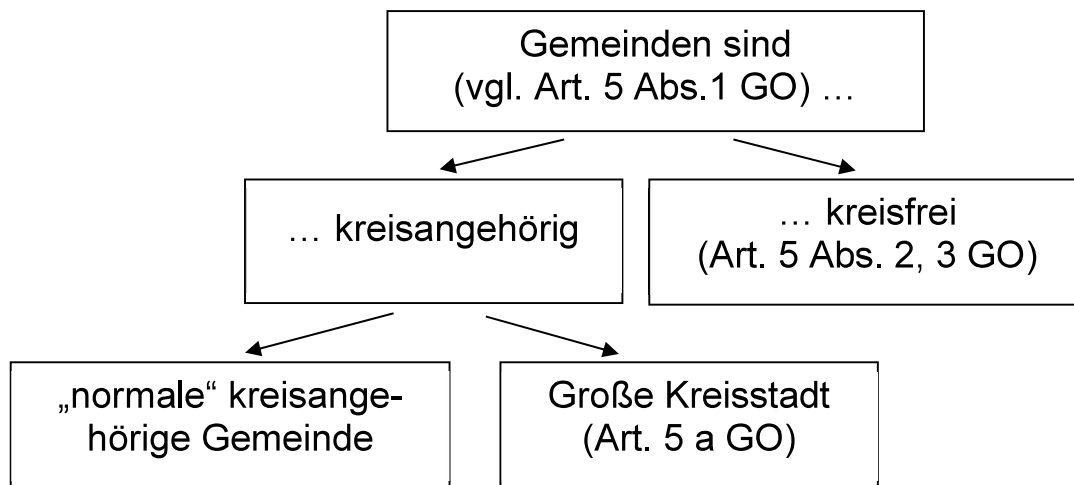 Gemeinden sind
(vgl. Art. 5 Abs.1 GO) …
… kreisangehörig
… kreisfrei
(Art. 5 Abs. 2, 3 GO)
„normale“ kreisange-
hörige Gemeinde
Große Kreisstadt
(Art. 5 a GO)